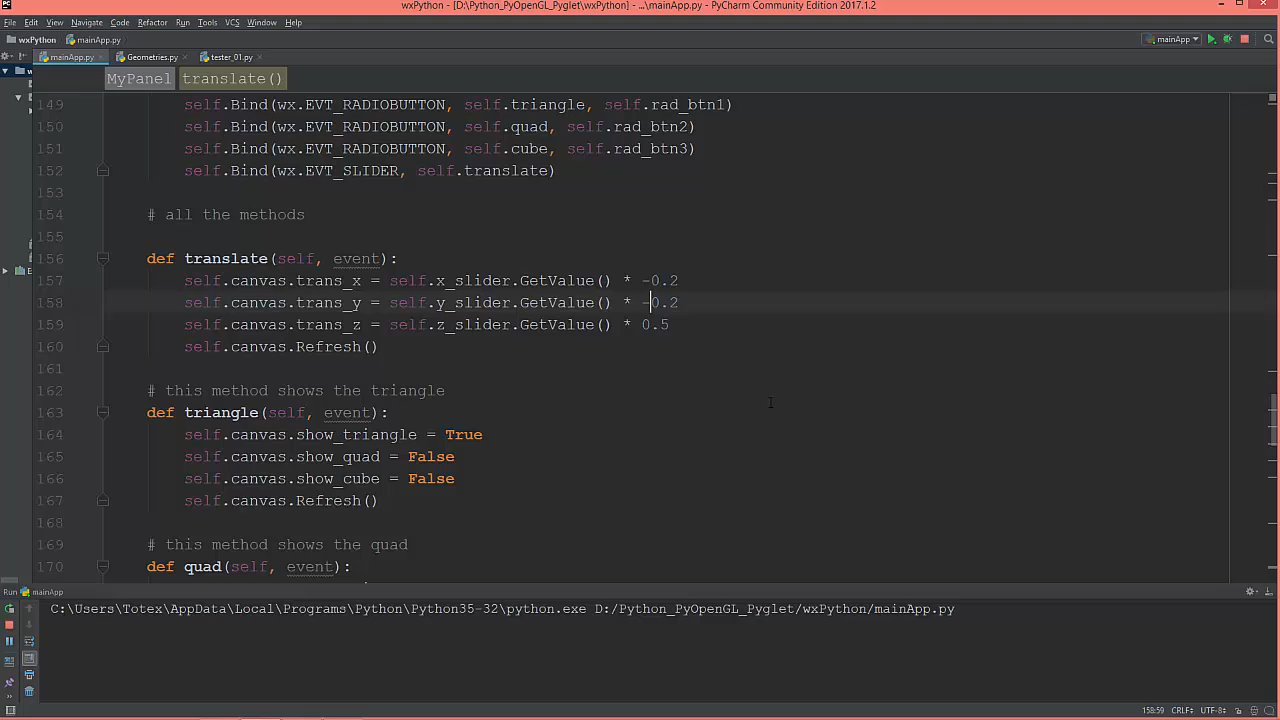 wxPython - [D:\Python_PyOpenGL_Pyglet\wxPython] - ...\mainApp.py - PyCharm Community Edition 2017.1.2
File Edit View Navigate Code Refactor Run Tools VCS Window Help
wxPython mainApp.py mainApp
mainApp.py Geometries.py tester_01.py
MyPanel translate()
149 self.Bind(wx.EVT_RADIOBUTTON, self.triangle, self.rad_btn1)
150 self.Bind(wx.EVT_RADIOBUTTON, self.quad, self.rad_btn2)
151 self.Bind(wx.EVT_RADIOBUTTON, self.cube, self.rad_btn3)
152 self.Bind(wx.EVT_SLIDER, self.translate)
153
154 # all the methods
155
156 def translate(self, event):
157 self.canvas.trans_x = self.x_slider.GetValue() * -0.2
158 self.canvas.trans_y = self.y_slider.GetValue() * -0.2
159 self.canvas.trans_z = self.z_slider.GetValue() * 0.5
160 self.canvas.Refresh()
161
162 # this method shows the triangle
163 def triangle(self, event):
164 self.canvas.show_triangle = True
165 self.canvas.show_quad = False
166 self.canvas.show_cube = False
167 self.canvas.Refresh()
168
169 # this method shows the quad
170 def quad(self, event):
Run mainApp
C:\Users\Totex\AppData\Local\Programs\Python\Python35-32\python.exe D:/Python_PyOpenGL_Pyglet/wxPython/mainApp.py
158:59 CRLF UTF-8